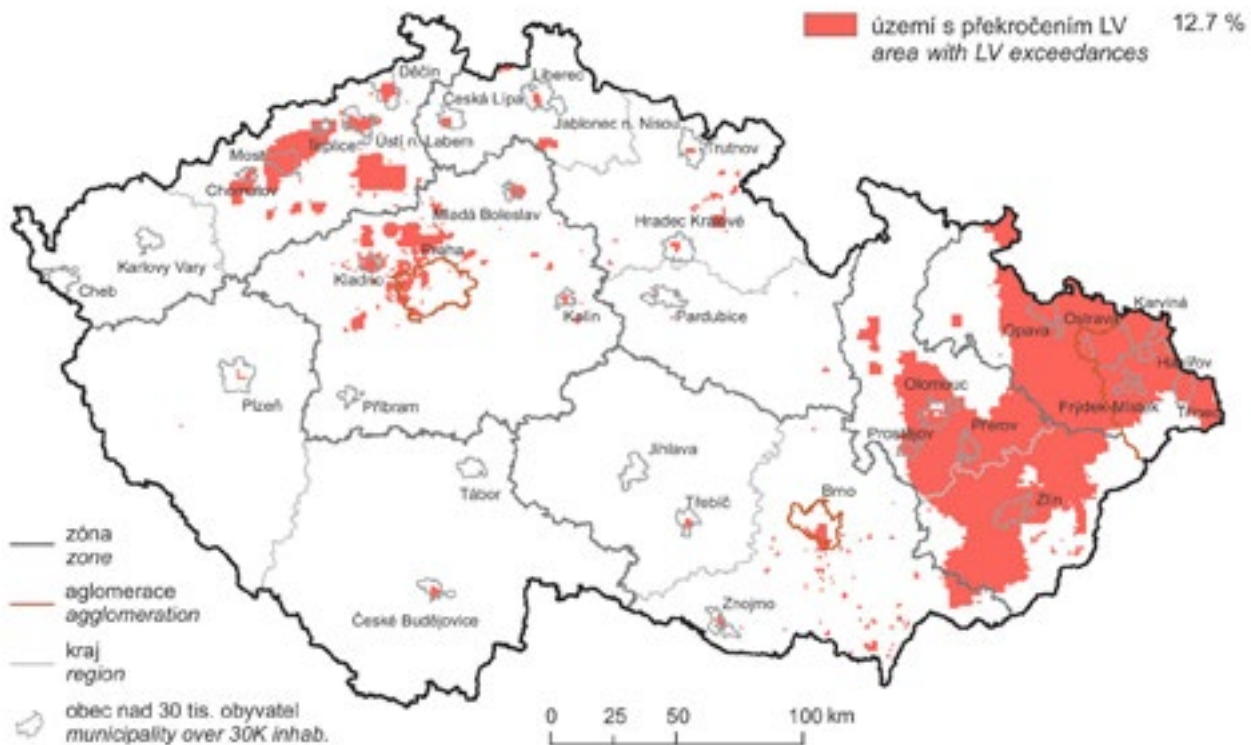 území s překročením LV 12.7 %
area with LV exceedances
Děčín
Liberec
Česká Lípa
Jablonec n. Nisou
Teplice
Ústí n. Labem
Most
Trutnov
Chomutov
Mladá Boleslav
Hradec Králové
Praha
Karlovy Vary
Kladno
Cheb
Kolín
Pardubice
Karviná
Opava
Ostrava
Havířov
Olomouc
Plzeň
Příbram
Frýdek-Místek
Třinec
Prostějov
Přerov
Jihlava
Tábor
Třebíč
Brno
Zlín
zóna
zone
aglomerace
agglomeration
České Budějovice
Znojmo
kraj
region
obec nad 30 tis. obyvatel
municipality over 30K inhab.
0 25 50 100 km